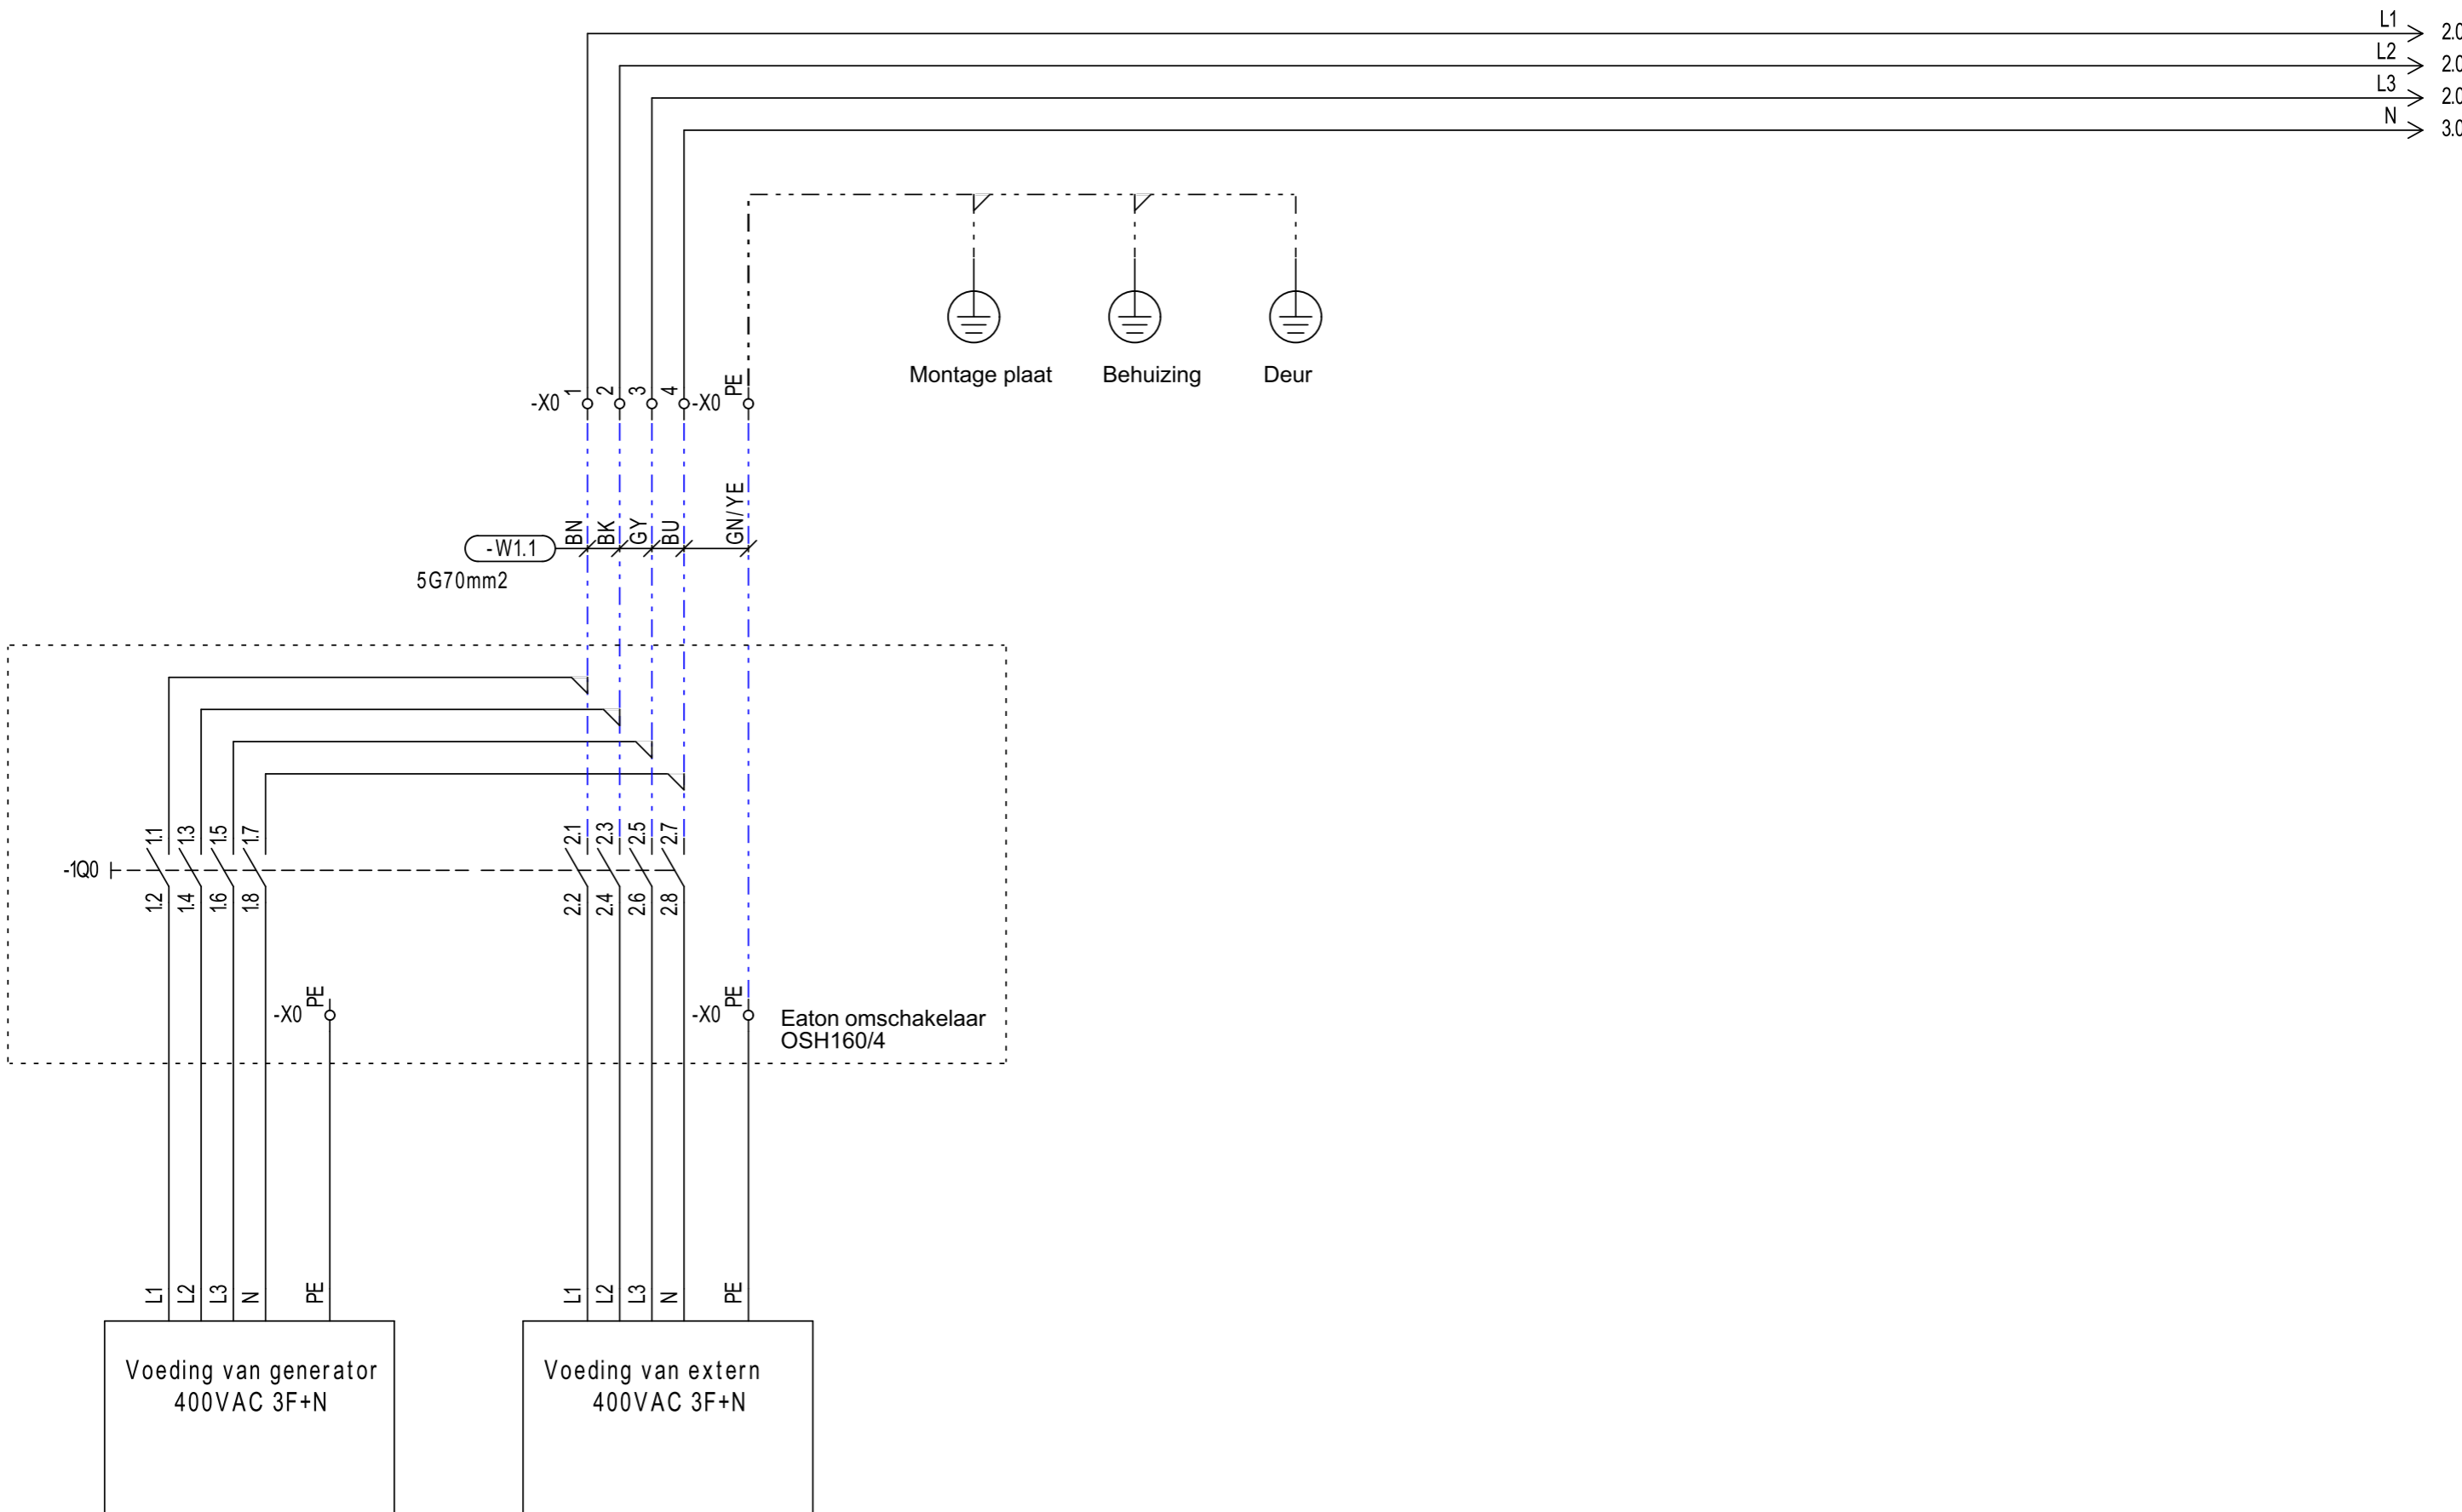 L1 2.0
L2 2.0
L3 2.0
N 3.0
Montage plaat Behuizing Deur
-X0 1 2 3 4 -X0 PE
BN BK GY BU GN/YE
-W1.1
5G70mm2
1.1 1.3 1.5 1.7 2.1 2.3 2.5 2.7
-1Q0
1.2 1.4 1.6 1.8 2.2 2.4 2.6 2.8
-X0 PE -X0 PE
Eaton omschakelaar
OSH160/4
L1 L2 L3 N PE L1 L2 L3 N PE
Voeding van generator
400VAC 3F+N
Voeding van extern
400VAC 3F+N